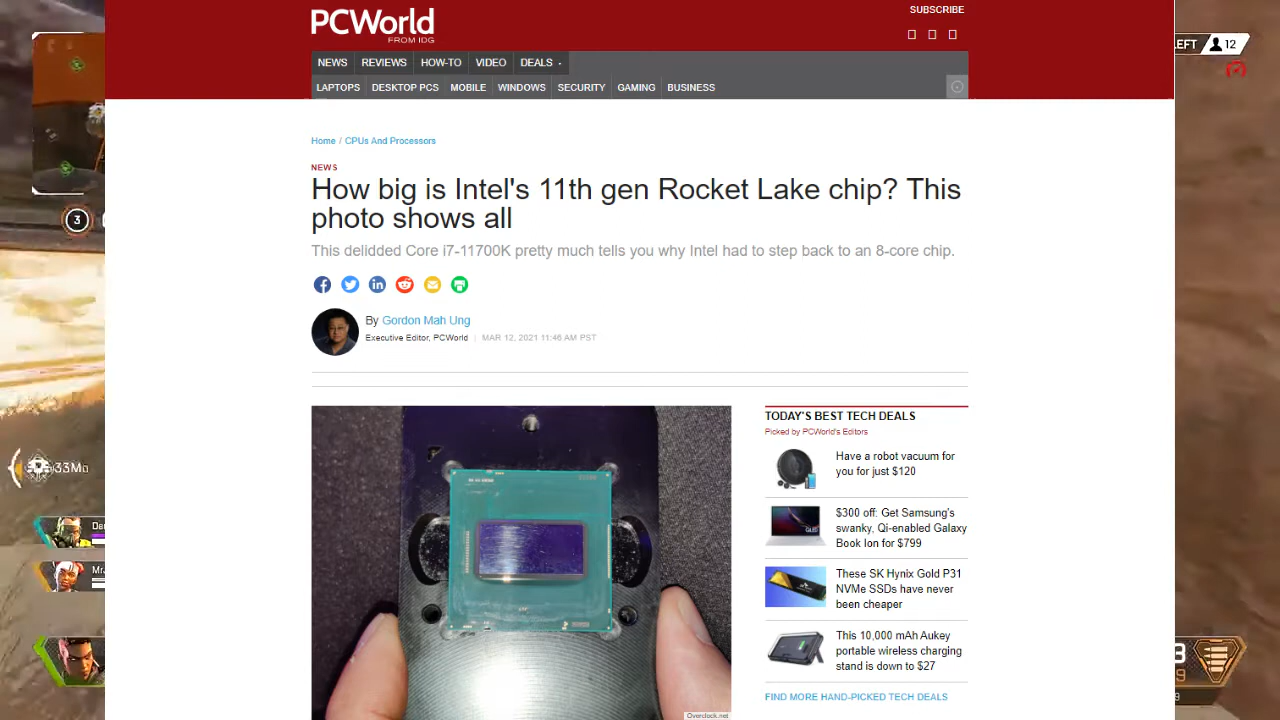 SUBSCRIBE
PCWorld
FROM IDG
NEWS REVIEWS HOW-TO VIDEO DEALS
LAPTOPS DESKTOP PCS MOBILE WINDOWS SECURITY GAMING BUSINESS
LEFT 12
3
33M
Home / CPUs And Processors
NEWS
How big is Intel's 11th gen Rocket Lake chip? This
photo shows all
This delidded Core i7-11700K pretty much tells you why Intel had to step back to an 8-core chip.
By Gordon Mah Ung
Executive Editor, PCWorld | MAR 12, 2021 11:46 AM PST
TODAY'S BEST TECH DEALS
Picked by PCWorld's Editors
Have a robot vacuum for
you for just $120
$300 off: Get Samsung's
swanky, Qi-enabled Galaxy
Book Ion for $799
These SK Hynix Gold P31
NVMe SSDs have never
been cheaper
This 10,000 mAh Aukey
portable wireless charging
stand is down to $27
FIND MORE HAND-PICKED TECH DEALS
Overclock.net